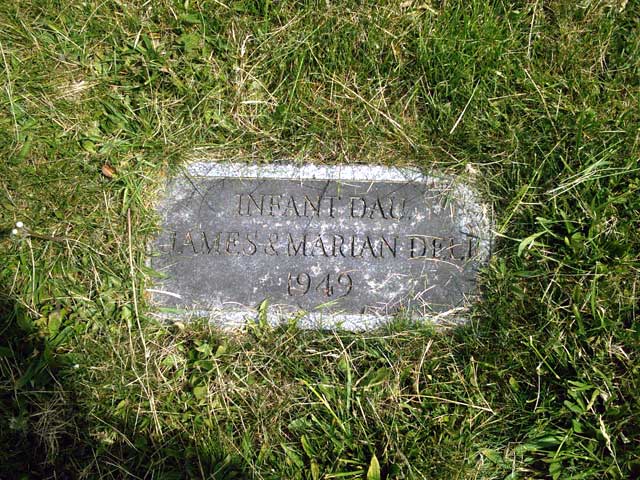 INFANT DAU.
JAMES & MARIAN
1949